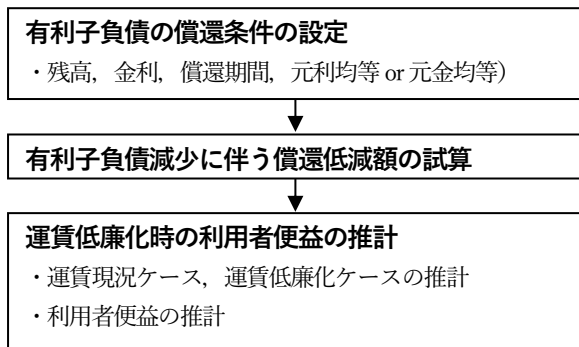 有利子負債の償還条件の設定
・残高，金利，償還期間，元利均等 or 元金均等）
有利子負債減少に伴う償還低減額の試算
運賃低廉化時の利用者便益の推計
・運賃現況ケース，運賃低廉化ケースの推計
・利用者便益の推計